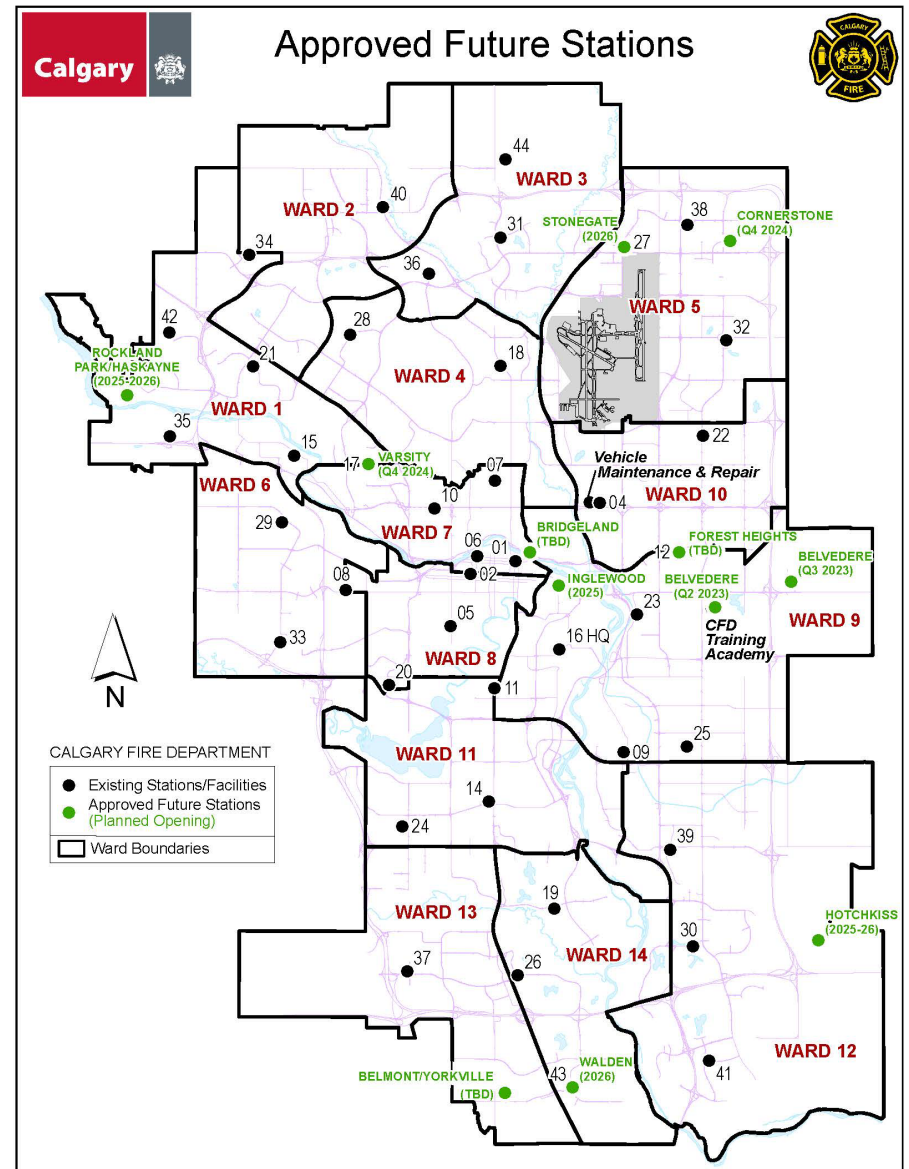 Calgary
Approved Future Stations
CALGARY
FIRE
44
WARD 3
WARD 2
40
STONEGATE
(2026)
38
CORNERSTONE
(Q4 2024)
31
27
34
36
WARD 5
42
28
32
ROCKLAND
PARK/HASKAYNE
(2025-2026)
21
18
WARD 4
WARD 1
35
22
15
17
VARSITY
(Q4 2024)
07
Vehicle
Maintenance & Repair
WARD 6
10
04
WARD 10
29
WARD 7
06
01
BRIDGELAND
(TBD)
12
FOREST HEIGHTS
(TBD)
02
08
INGLEWOOD
(2025)
BELVEDERE
(Q2 2023)
BELVEDERE
(Q3 2023)
05
23
CFD
Training
Academy
WARD 9
33
16 HQ
WARD 8
20
11
N
WARD 11
25
09
CALGARY FIRE DEPARTMENT
Existing Stations/Facilities
Approved Future Stations
(Planned Opening)
Ward Boundaries
14
24
39
19
WARD 13
HOTCHKISS
(2025-26)
30
WARD 14
37
26
WARD 12
BELMONT/YORKVILLE
(TBD)
43
WALDEN
(2026)
41